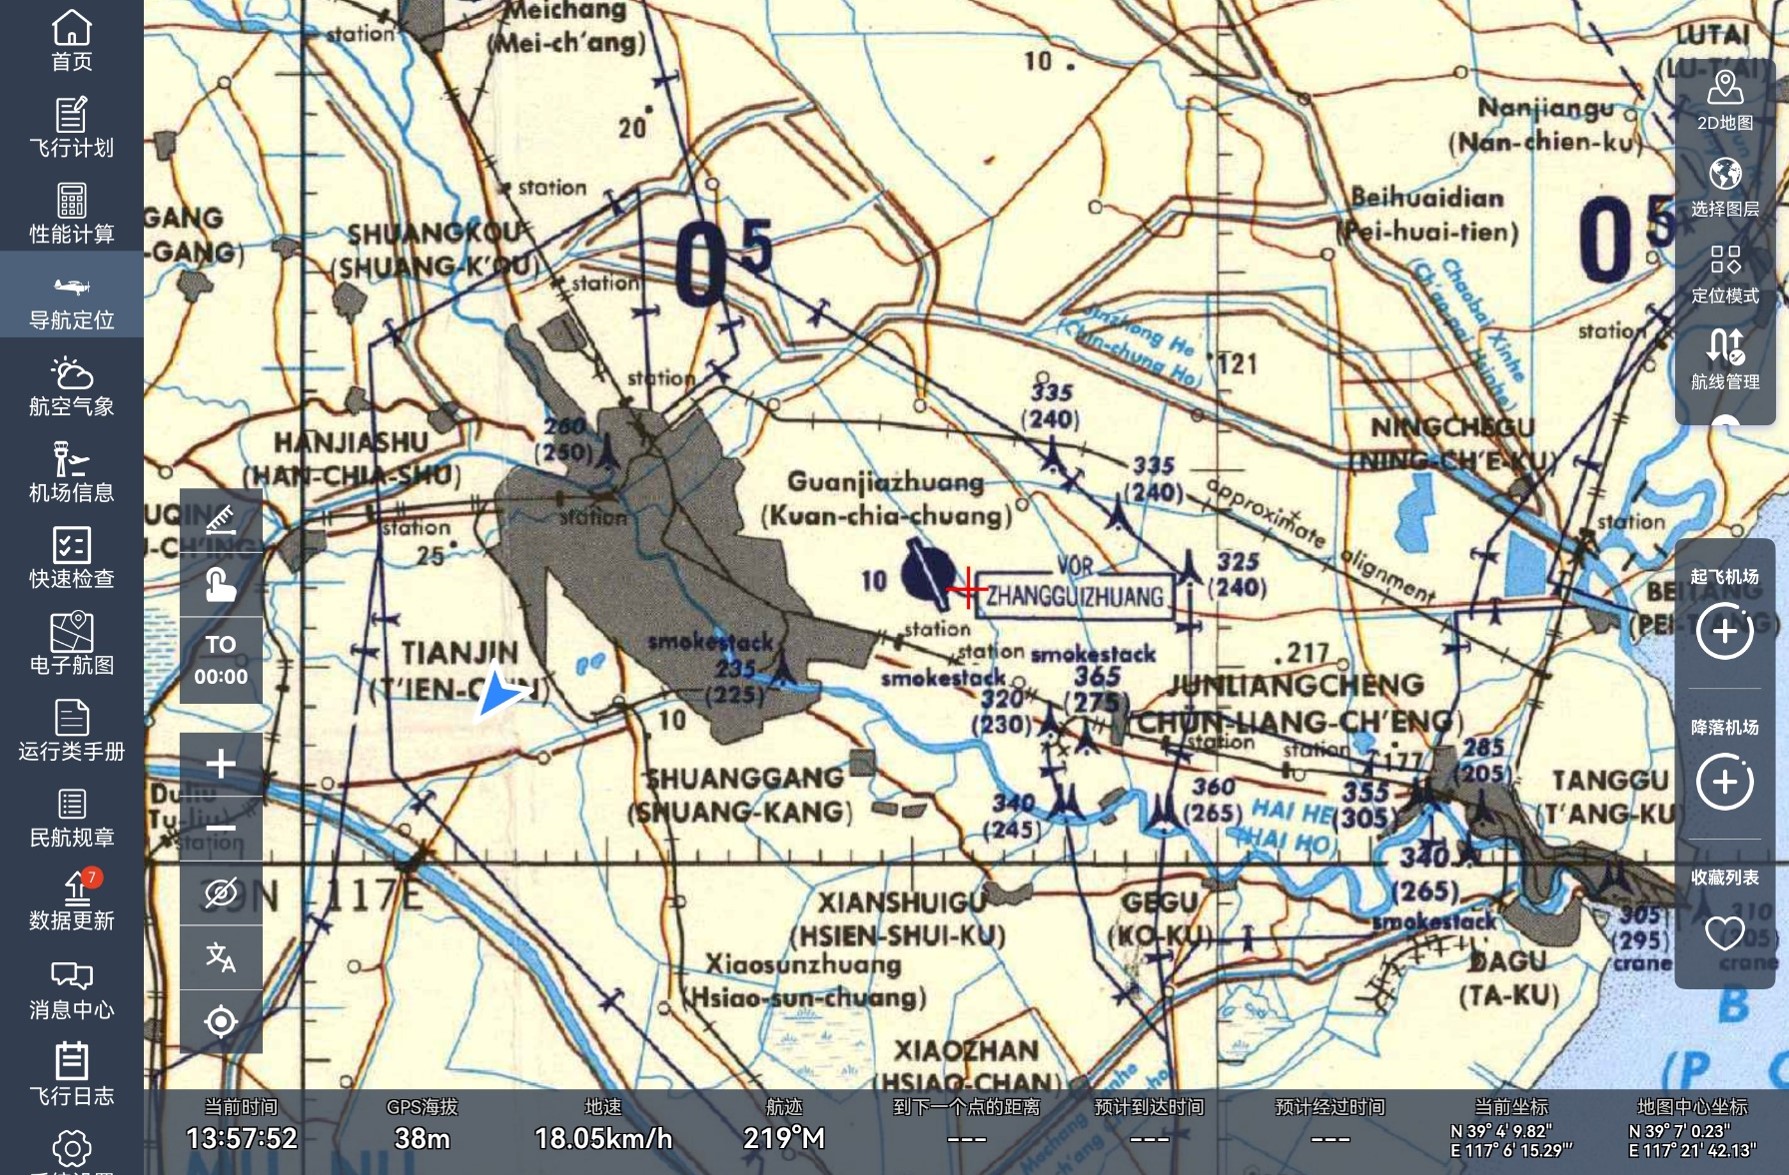 首页
飞行计划
性能计算
导航定位
航空气象
机场信息
快速检查
电子航图
运行类手册
民航规章
7
数据更新
消息中心
飞行日志
TO
00:00
2D地图
选择图层
定位模式
航线管理
起飞机场
降落机场
收藏列表
station
Meichang
(Mei-ch'ang)
10
LUTAI
20
Nanjiangu
(Nan-chien-ku)
station
GANG
-GANG)
SHUANGKOU
(SHUANG-K'OU)
05
Beihuaidian
(Pei-huai-tien)
05
station
Jinzhong He
(Chin-chung Ho)
Chaobai Xinhe
station
121
station
335
(240)
260
(250)
HANJIASHU
(HAN-CHIA-SHU)
NINGCHEGU
(NING-CH'E-KU)
335
(240)
Guanjiazhuang
(Kuan-chia-chuang)
approximate alignment
station
station
25
station
10
VOR
ZHANGGUIZHUANG
325
(240)
station
TIANJIN
smokestack
235
(225)
station
smokestack
smokestack
365
(275)
217
320
(230)
JUNLIANGCHENG
(CHUN-LIANG-CH'ENG)
10
station
station
177
285
(205)
SHUANGGANG
(SHUANG-KANG)
TANGGU
(T'ANG-KU)
340
(245)
360
(265)
HAI HE
(HAI HO)
355
(305)
station
39N
117E
340
(265)
smokestack
XIANSHUIGU
(HSIEN-SHUI-KU)
GEGU
(KO-KU)
305
(295)
crane
310
(305)
crane
Xiaosunzhuang
(Hsiao-sun-chuang)
DAGU
(TA-KU)
B
XIAOZHAN
(HSIAO-CHAN)
(P
当前时间
13:57:52
GPS海拔
38m
地速
18.05km/h
航迹
219°M
到下一个点的距离
---
预计到达时间
---
预计经过时间
---
当前坐标
N 39° 4' 9.82"
E 117° 6' 15.29"'
地图中心坐标
N 39° 7' 0.23"
E 117° 21' 42.13"